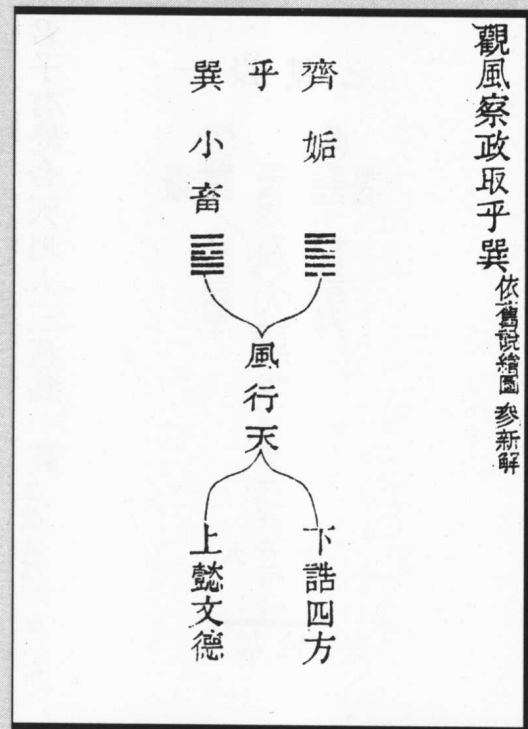 觀風察政取乎巽
依舊說繪圖 參新解
齊 乎 巽
姤
小畜
䷫
䷈
風行天
下誥四方
上懿文德